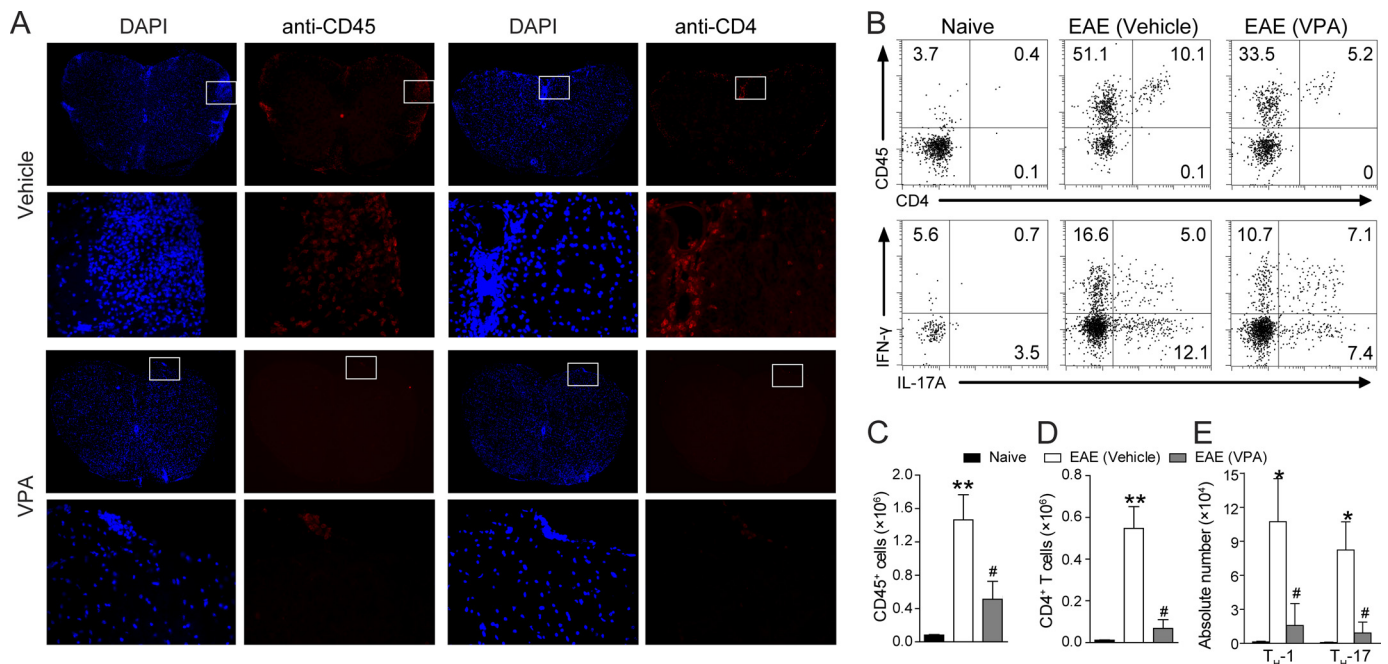 A
DAPI
anti-CD45
DAPI
anti-CD4
Vehicle
VPA
B
Naive
EAE (Vehicle)
EAE (VPA)
3.7
0.4
0.1
51.1
10.1
0.1
33.5
5.2
0
CD45
CD4
5.6
0.7
3.5
16.6
5.0
12.1
10.7
7.1
7.4
IFN-γ
IL-17A
C
D
E
Naive
EAE (Vehicle)
EAE (VPA)
CD45⁺ cells (×10⁶)
2.0
1.6
1.2
0.8
0.4
0.0
**
#
CD4⁺ T cells (×10⁶)
0.8
0.6
0.4
0.2
0.0
**
#
Absolute number (×10⁴)
15
12
9
6
3
0
*
#
*
#
T_H-1
T_H-17